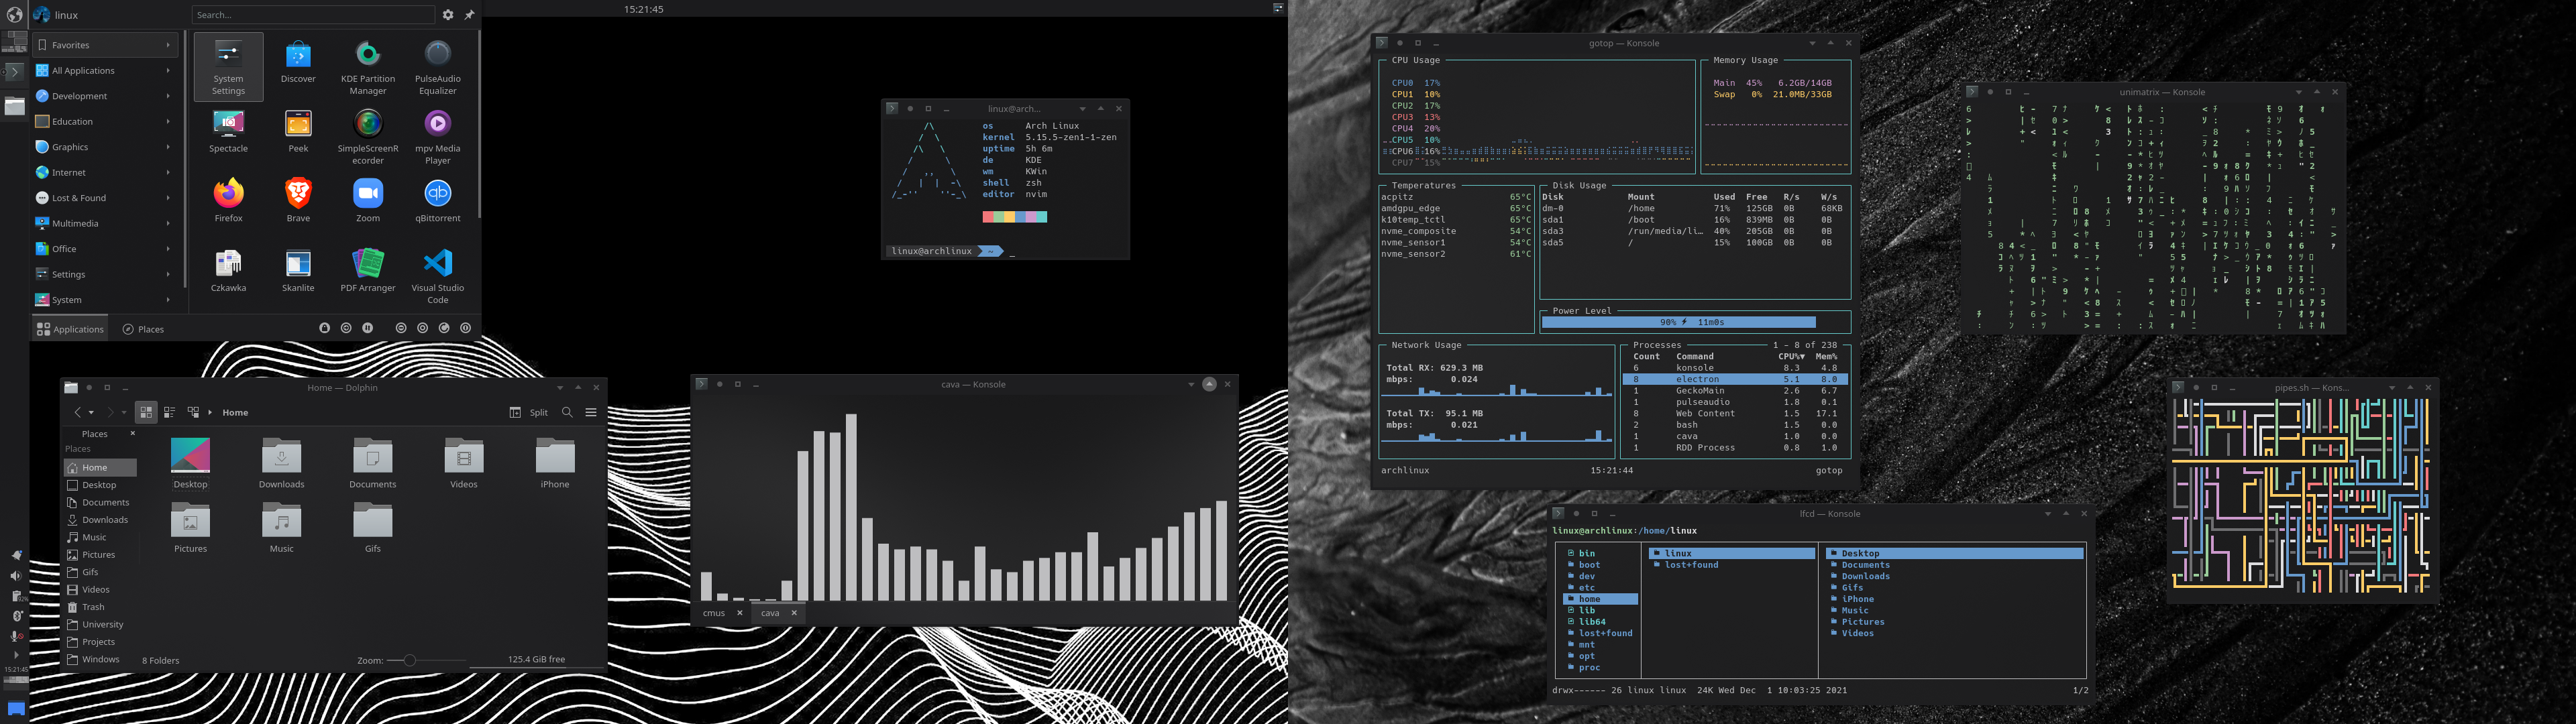 linux
Search...
15:21:45
Favorites
All Applications
Development
Education
Graphics
Internet
Lost & Found
Multimedia
Office
Settings
System
System Settings
Discover
KDE Partition Manager
PulseAudio Equalizer
Spectacle
Peek
SimpleScreenRecorder
mpv Media Player
Firefox
Brave
Zoom
qBittorrent
Czkawka
Skanlite
PDF Arranger
Visual Studio Code
Applications
Places
linux@arch...
os Arch Linux
kernel 5.15.5-zen1-1-zen
uptime 5h 6m
de KDE
wm KWin
shell zsh
editor nvim
linux@archlinux ~ _
Home — Dolphin
Home
Split
Places
Places
Home
Desktop
Documents
Downloads
Music
Pictures
Gifs
Videos
Trash
University
Projects
Windows
Desktop
Downloads
Documents
Videos
iPhone
Pictures
Music
Gifs
8 Folders
Zoom:
125.4 GiB free
15:21:45
cava — Konsole
cmus
cava
gotop — Konsole
CPU Usage
CPU0 17%
CPU1 10%
CPU2 17%
CPU3 13%
CPU4 20%
CPU5 10%
CPU6 16%
CPU7 15%
Memory Usage
Main 45% 6.2GB/14GB
Swap 0% 21.0MB/33GB
Temperatures
acpitz 65°C
amdgpu_edge 65°C
k10temp_tctl 65°C
nvme_composite 54°C
nvme_sensor1 54°C
nvme_sensor2 61°C
Disk Usage
Disk Mount Used Free R/s W/s
dm-0 /home 71% 125GB 0B 68KB
sda1 /boot 16% 839MB 0B 0B
sda3 /run/media/li… 40% 205GB 0B 0B
sda5 / 15% 100GB 0B 0B
Power Level
90% ⚡ 11m0s
Network Usage
Total RX: 629.3 MB
mbps: 0.024
Total TX: 95.1 MB
mbps: 0.021
Processes 1 - 8 of 238
Count Command CPU%▼ Mem%
6 konsole 8.3 4.8
8 electron 5.1 8.0
1 GeckoMain 2.6 6.7
1 pulseaudio 1.8 0.1
8 Web Content 1.5 17.1
2 bash 1.5 0.0
1 cava 1.0 0.0
1 RDD Process 0.8 1.0
archlinux 15:21:44 gotop
unimatrix — Konsole
pipes.sh — Kons...
lfcd — Konsole
linux@archlinux:/home/linux
bin
boot
dev
etc
home
lib
lib64
lost+found
mnt
opt
proc
linux
lost+found
Desktop
Documents
Downloads
Gifs
iPhone
Music
Pictures
Videos
drwx------ 26 linux linux 24K Wed Dec 1 10:03:25 2021 1/2